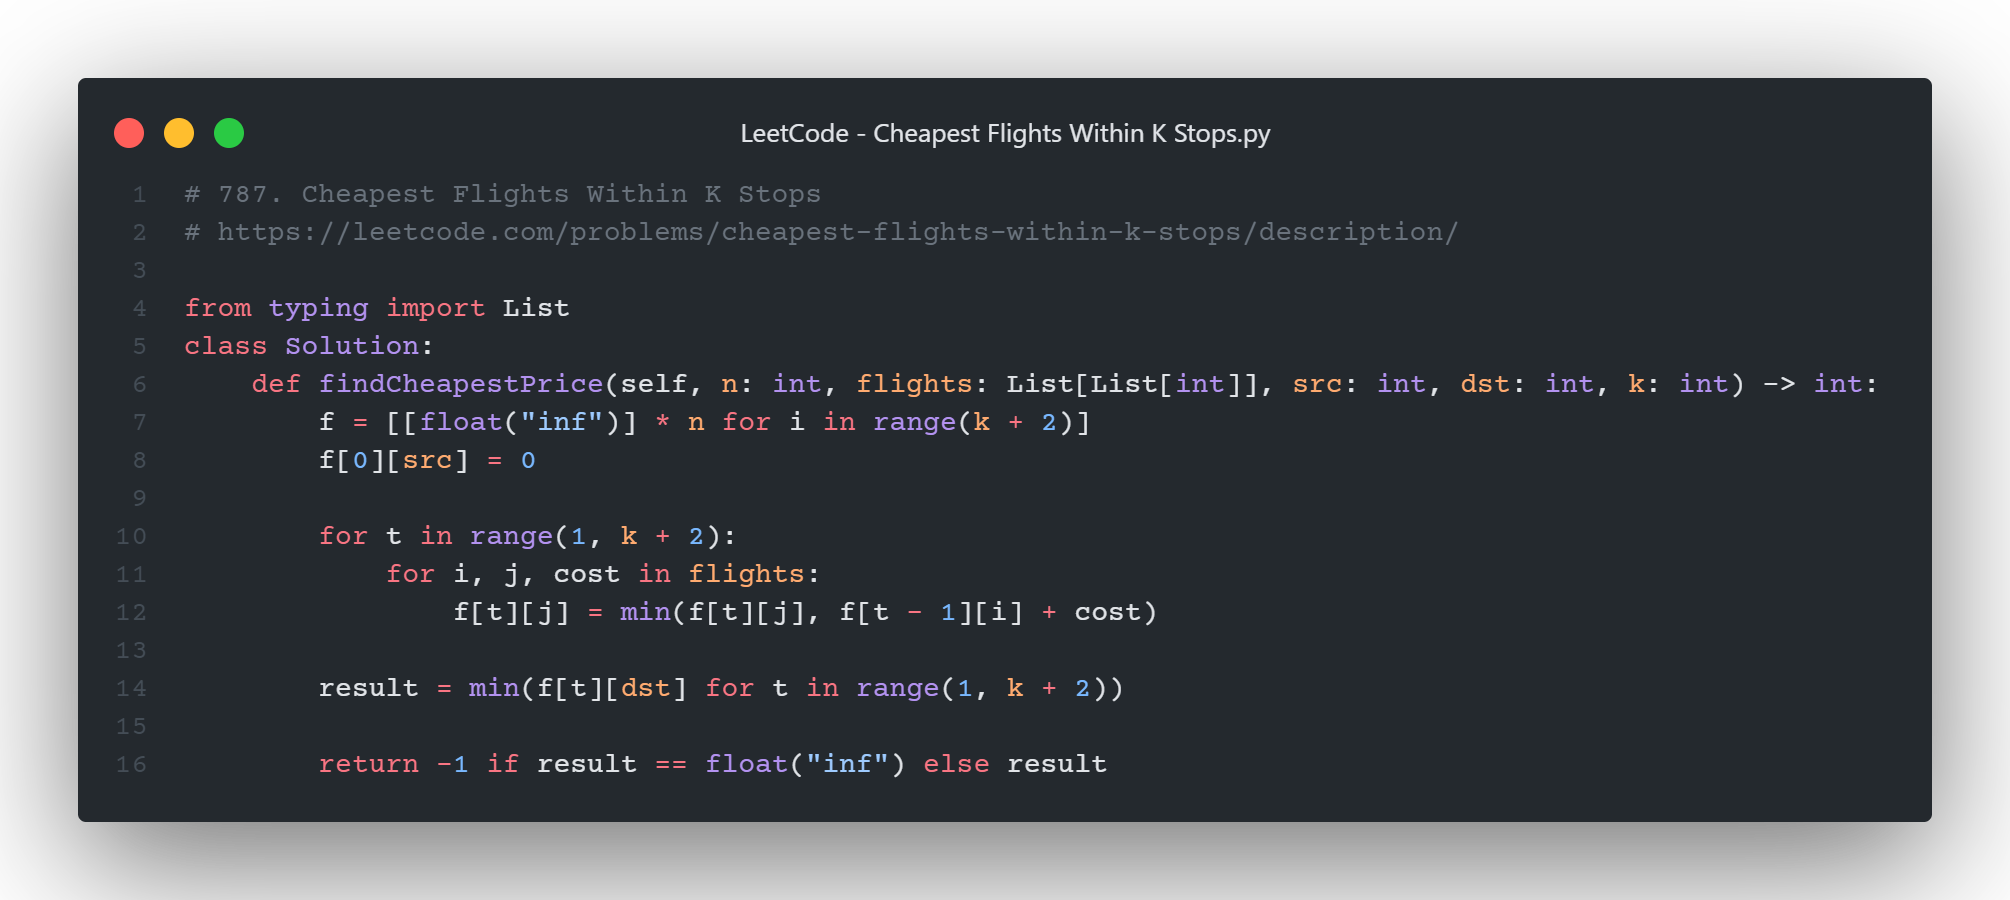 LeetCode - Cheapest Flights Within K Stops.py
1 # 787. Cheapest Flights Within K Stops
2 # https://leetcode.com/problems/cheapest-flights-within-k-stops/description/
3
4 from typing import List
5 class Solution:
6     def findCheapestPrice(self, n: int, flights: List[List[int]], src: int, dst: int, k: int) -> int:
7         f = [[float("inf")] * n for i in range(k + 2)]
8         f[0][src] = 0
9
10         for t in range(1, k + 2):
11             for i, j, cost in flights:
12                 f[t][j] = min(f[t][j], f[t - 1][i] + cost)
13
14         result = min(f[t][dst] for t in range(1, k + 2))
15
16         return -1 if result == float("inf") else result